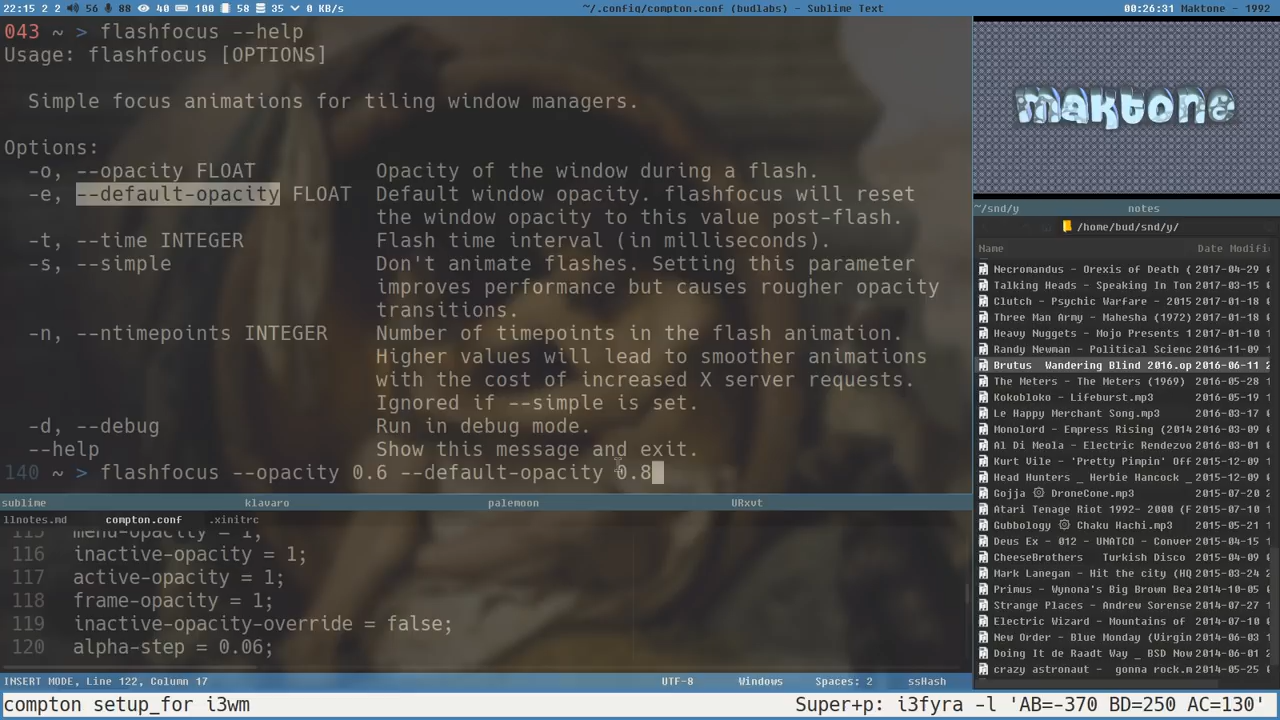 22:15 2 2 56 88 40 100 58 35 0 KB/s
~/.config/compton.conf (budlabs) - Sublime Text
00:26:31 Maktone - 1992
043 ~ > flashfocus --help
Usage: flashfocus [OPTIONS]
Simple focus animations for tiling window managers.
Options:
-o, --opacity FLOAT Opacity of the window during a flash.
-e, --default-opacity FLOAT Default window opacity. flashfocus will reset
the window opacity to this value post-flash.
-t, --time INTEGER Flash time interval (in milliseconds).
-s, --simple Don't animate flashes. Setting this parameter
improves performance but causes rougher opacity
transitions.
-n, --ntimepoints INTEGER Number of timepoints in the flash animation.
Higher values will lead to smoother animations
with the cost of increased X server requests.
Ignored if --simple is set.
-d, --debug Run in debug mode.
--help Show this message and exit.
140 ~ > flashfocus --opacity 0.6 --default-opacity 0.8
sublime klavaro palemoon URxvt
llnotes.md compton.conf .xinitrc
115 menu-opacity = 1;
116 inactive-opacity = 1;
117 active-opacity = 1;
118 frame-opacity = 1;
119 inactive-opacity-override = false;
120 alpha-step = 0.06;
INSERT MODE, Line 122, Column 17 UTF-8 Windows Spaces: 2 ssHash
maktone
~/snd/y notes
/home/bud/snd/y/
Name Date Modifi
Necromandus - Orexis of Death ( 2017-04-29
Talking Heads - Speaking In Ton 2017-03-15
Clutch - Psychic Warfare - 2015 2017-01-18
Three Man Army - Mahesha (1972) 2017-01-18
Heavy Nuggets - Mojo Presents 1 2017-01-10
Randy Newman - Political Scienc 2016-11-09
Brutus Wandering Blind 2016.op 2016-06-11
The Meters - The Meters (1969) 2016-05-28
Kokobloko - Lifeburst.mp3 2016-05-19
Le Happy Merchant Song.mp3 2016-03-17
Monolord - Empress Rising (2014 2016-03-09
Al Di Meola - Electric Rendezvo 2016-03-01
Kurt Vile - 'Pretty Pimpin' Off 2015-12-09
Head Hunters _ Herbie Hancock _ 2015-12-09
Gojja DroneCone.mp3 2015-07-20
Atari Tenage Riot 1992- 2000 (F 2015-07-10
Gubbology Chaku Hachi.mp3 2015-05-21
Deus Ex - 012 - UNATCO - Conver 2015-04-15
CheeseBrothers Turkish Disco 2015-04-09
Mark Lanegan - Hit the city (HQ 2015-03-24
Primus - Wynona's Big Brown Bea 2014-10-05
Strange Places - Andrew Sorense 2014-07-27
Electric Wizard - Mountains of 2014-06-11
New Order - Blue Monday (Virgin 2014-06-03
Doing It de Raadt Way _ BSD Now 2014-06-01
crazy astronaut - gonna rock.m 2014-05-25
compton setup_for i3wm
Super+p: i3fyra -l 'AB=-370 BD=250 AC=130'